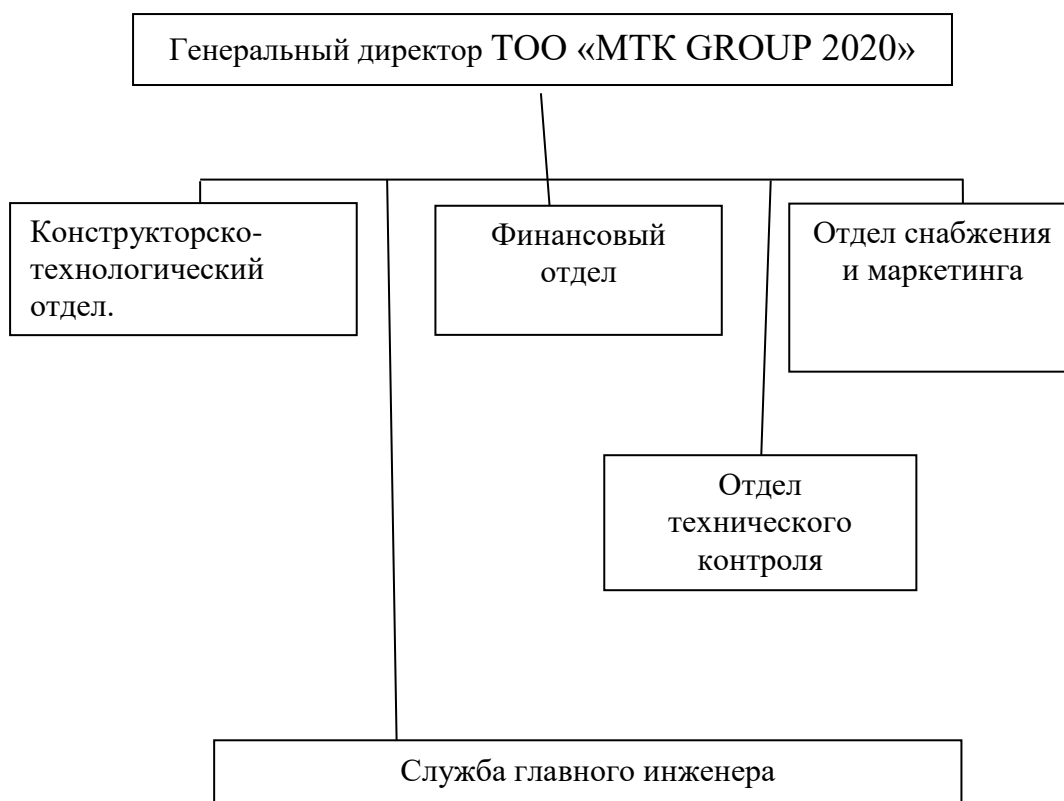 Генеральный директор ТОО «МТК GROUP 2020»
Конструкторско-
технологический
отдел.
Финансовый
отдел
Отдел снабжения
и маркетинга
Отдел
технического
контроля
Служба главного инженера